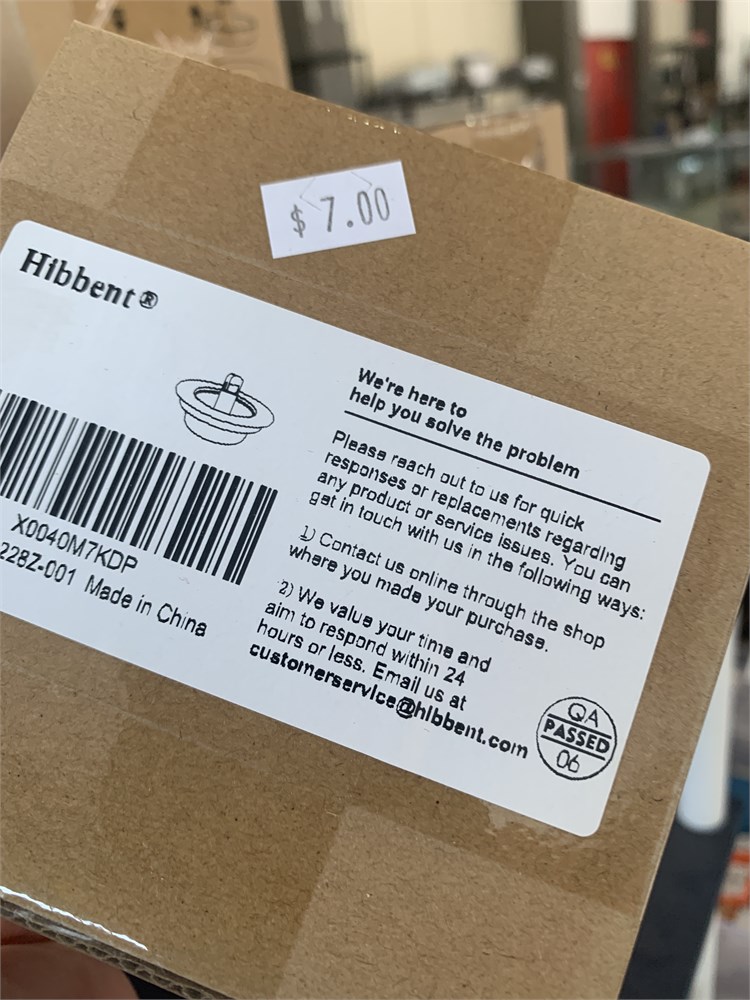 $ 7.00
Hibbent®
X0040M7KDP
228Z-001 Made in China
We're here to
help you solve the problem
Please reach out to us for quick
responses or replacements regarding
any product or service issues. You can
get in touch with us in the following ways:
1) Contact us online through the shop
where you made your purchase.
2) We value your time and
aim to respond within 24
hours or less. Email us at
customerservice@hibbent.com
QA
PASSED
06